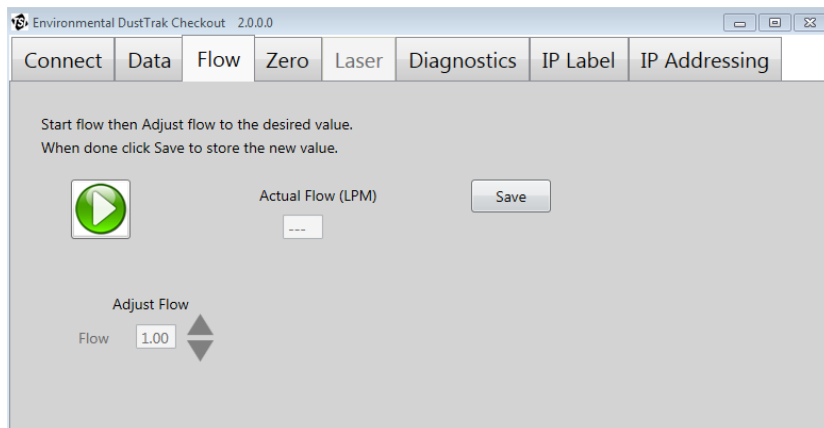 TSI Environmental DustTrak Checkout 2.0.0.0
Connect Data Flow Zero Laser Diagnostics IP Label IP Addressing
Start flow then Adjust flow to the desired value.
When done click Save to store the new value.
Actual Flow (LPM) Save
---
Adjust Flow
Flow 1.00